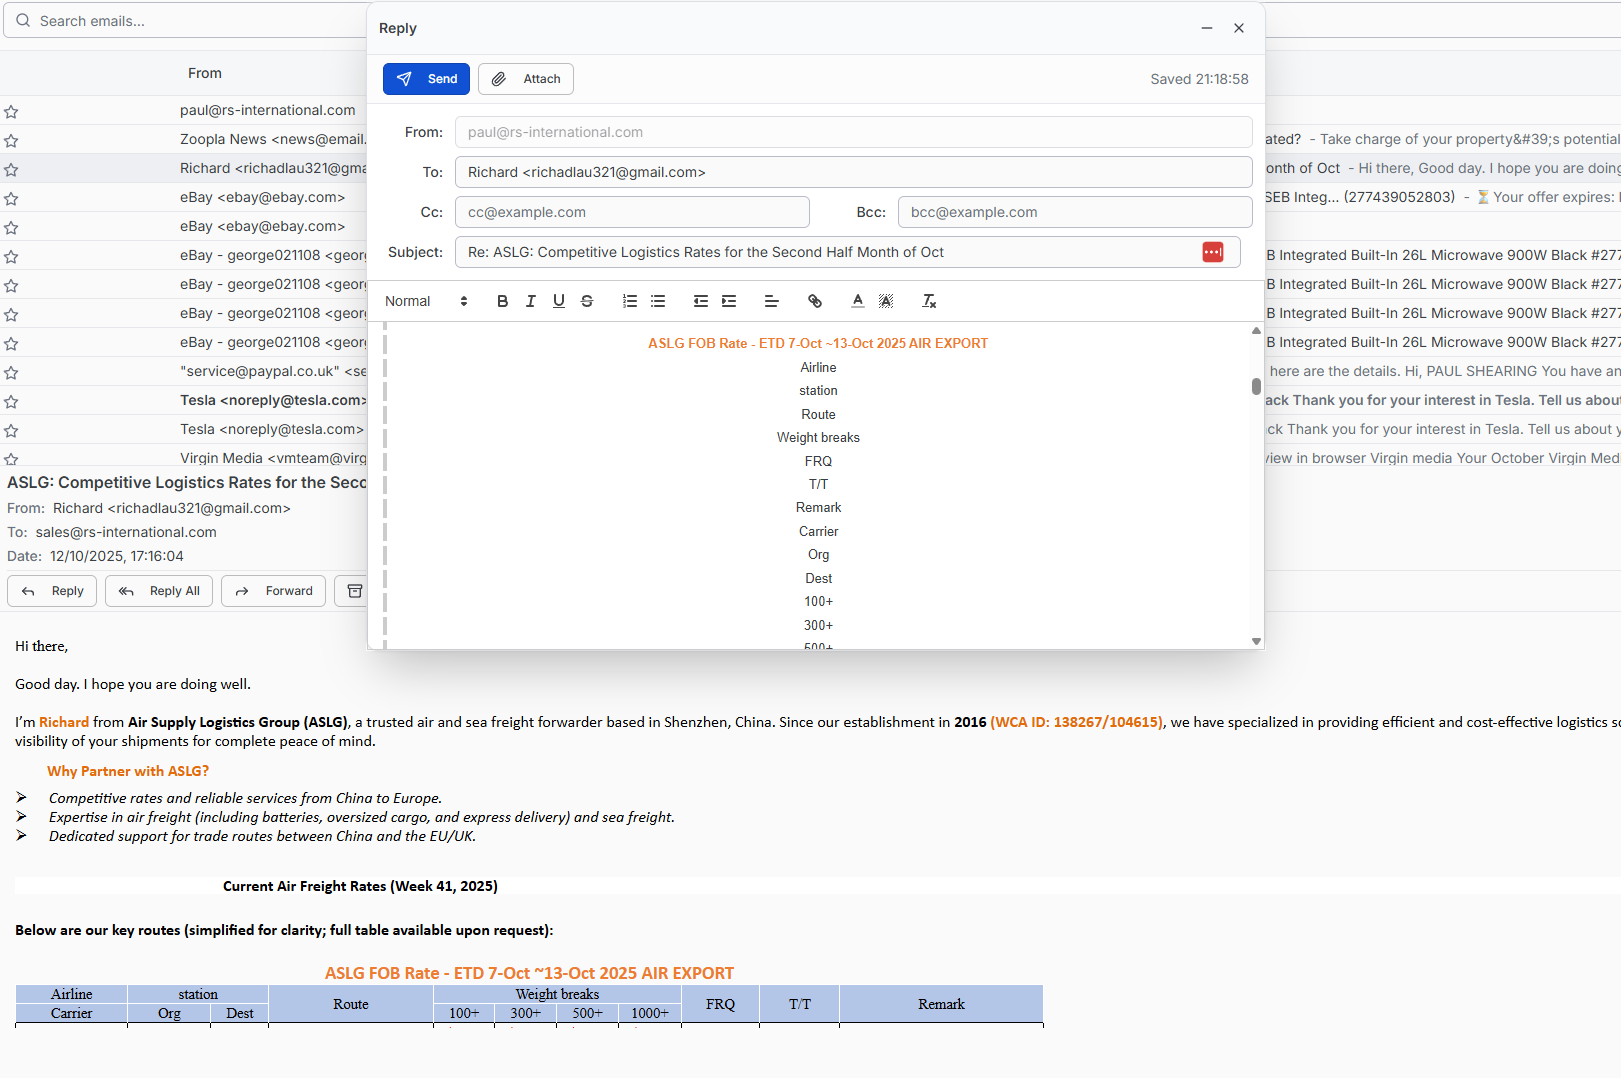 Search emails...
From
paul@rs-international.com
Zoopla News <news@email.
ated? - Take charge of your property&#39;s potential
Richard <richadlau321@gma
onth of Oct - Hi there, Good day. I hope you are doing
eBay <ebay@ebay.com>
SEB Integ... (277439052803) - ⏳ Your offer expires:
eBay <ebay@ebay.com>
eBay - george021108 <geor
B Integrated Built-In 26L Microwave 900W Black #277
eBay - george021108 <geor
B Integrated Built-In 26L Microwave 900W Black #277
eBay - george021108 <geor
B Integrated Built-In 26L Microwave 900W Black #277
eBay - george021108 <geor
B Integrated Built-In 26L Microwave 900W Black #277
"service@paypal.co.uk" <se
here are the details. Hi, PAUL SHEARING You have an
Tesla <noreply@tesla.com>
ack Thank you for your interest in Tesla. Tell us about
Tesla <noreply@tesla.com>
ck Thank you for your interest in Tesla. Tell us about y
Virgin Media <vmteam@virg
view in browser Virgin media Your October Virgin Med
Reply
Send
Attach
Saved 21:18:58
From: paul@rs-international.com
To: Richard <richadlau321@gmail.com>
Cc: cc@example.com Bcc: bcc@example.com
Subject: Re: ASLG: Competitive Logistics Rates for the Second Half Month of Oct
Normal
ASLG FOB Rate - ETD 7-Oct ~13-Oct 2025 AIR EXPORT
Airline
station
Route
Weight breaks
FRQ
T/T
Remark
Carrier
Org
Dest
100+
300+
500+
ASLG: Competitive Logistics Rates for the Seco
From: Richard <richadlau321@gmail.com>
To: sales@rs-international.com
Date: 12/10/2025, 17:16:04
Reply Reply All Forward
Hi there,
Good day. I hope you are doing well.
I’m Richard from Air Supply Logistics Group (ASLG), a trusted air and sea freight forwarder based in Shenzhen, China. Since our establishment in 2016 (WCA ID: 138267/104615), we have specialized in providing efficient and cost-effective logistics so
visibility of your shipments for complete peace of mind.
Why Partner with ASLG?
➢ Competitive rates and reliable services from China to Europe.
➢ Expertise in air freight (including batteries, oversized cargo, and express delivery) and sea freight.
➢ Dedicated support for trade routes between China and the EU/UK.
Current Air Freight Rates (Week 41, 2025)
Below are our key routes (simplified for clarity; full table available upon request):
ASLG FOB Rate - ETD 7-Oct ~13-Oct 2025 AIR EXPORT
Airline station Route Weight breaks FRQ T/T Remark
Carrier Org Dest 100+ 300+ 500+ 1000+